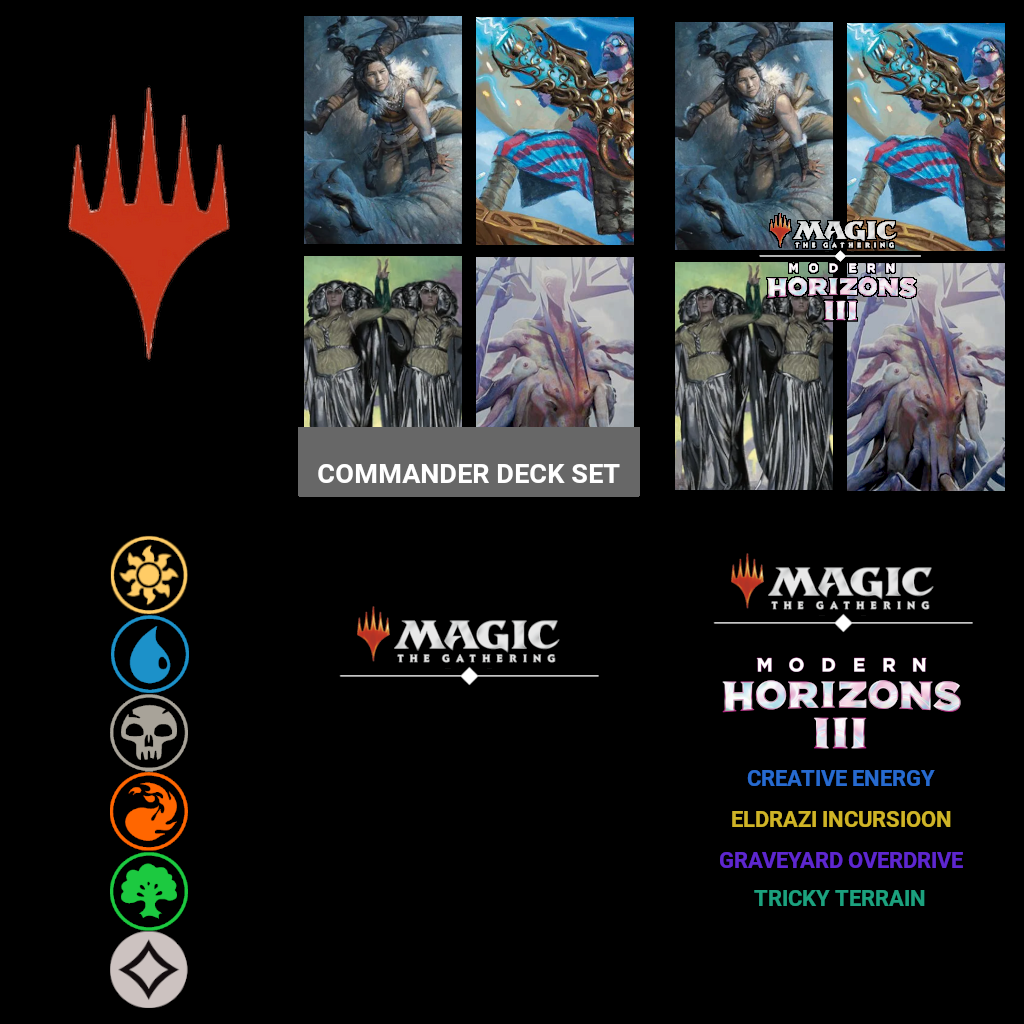 MAGIC
THE GATHERING
MODERN
HORIZONS
III
COMMANDER DECK SET
MAGIC
THE GATHERING
MAGIC
THE GATHERING
MODERN
HORIZONS
III
CREATIVE ENERGY
ELDRAZI INCURSIOON
GRAVEYARD OVERDRIVE
TRICKY TERRAIN